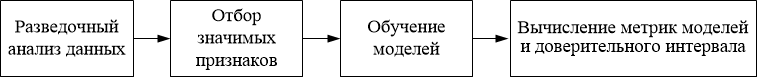 Разведочный
анализ данных
Отбор
значимых
признаков
Обучение
моделей
Вычисление метрик моделей
и доверительного интервала